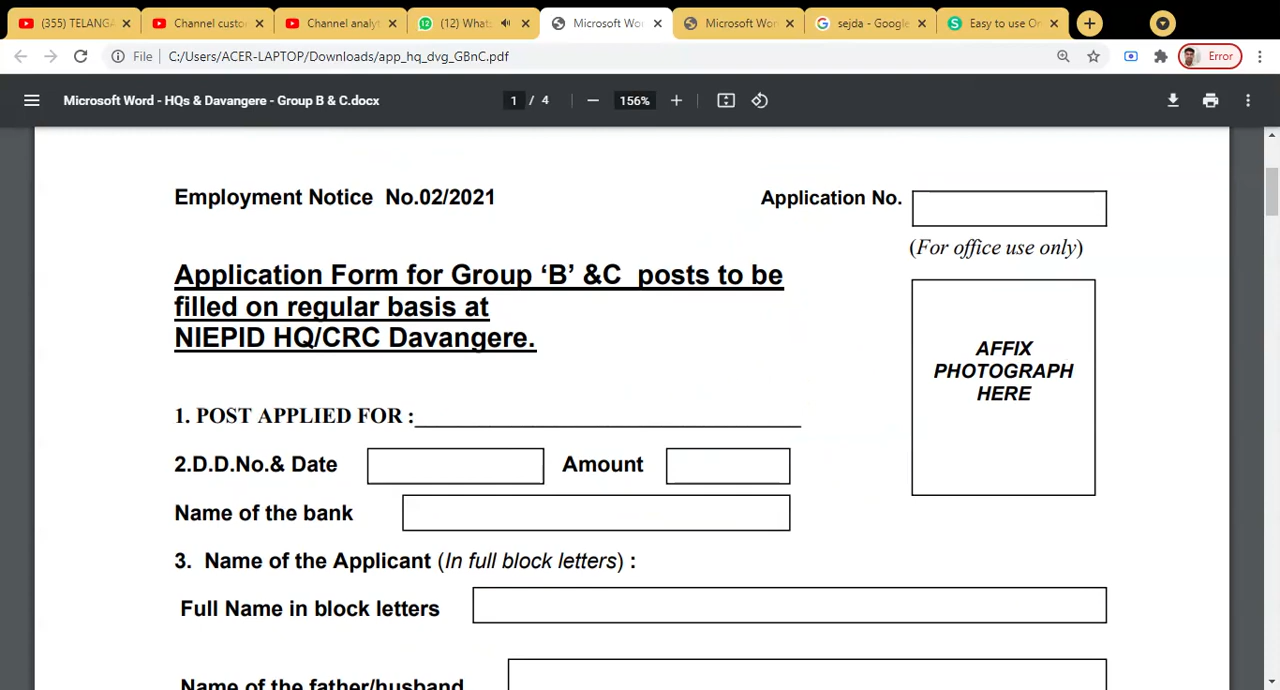 (355) TELANGA
Channel custo
Channel analyt
(12) What
Microsoft Wo
Microsoft Wor
sejda - Google
Easy to use On
File
C:/Users/ACER-LAPTOP/Downloads/app_hq_dvg_GBnC.pdf
Error
Microsoft Word - HQs & Davangere - Group B & C.docx
1 / 4
156%
Employment Notice No.02/2021
Application No.
(For office use only)
Application Form for Group ‘B’ &C posts to be
filled on regular basis at
NIEPID HQ/CRC Davangere.
AFFIX
PHOTOGRAPH
HERE
1. POST APPLIED FOR :
2.D.D.No.& Date
Amount
Name of the bank
3. Name of the Applicant (In full block letters) :
Full Name in block letters
Name of the father/husband